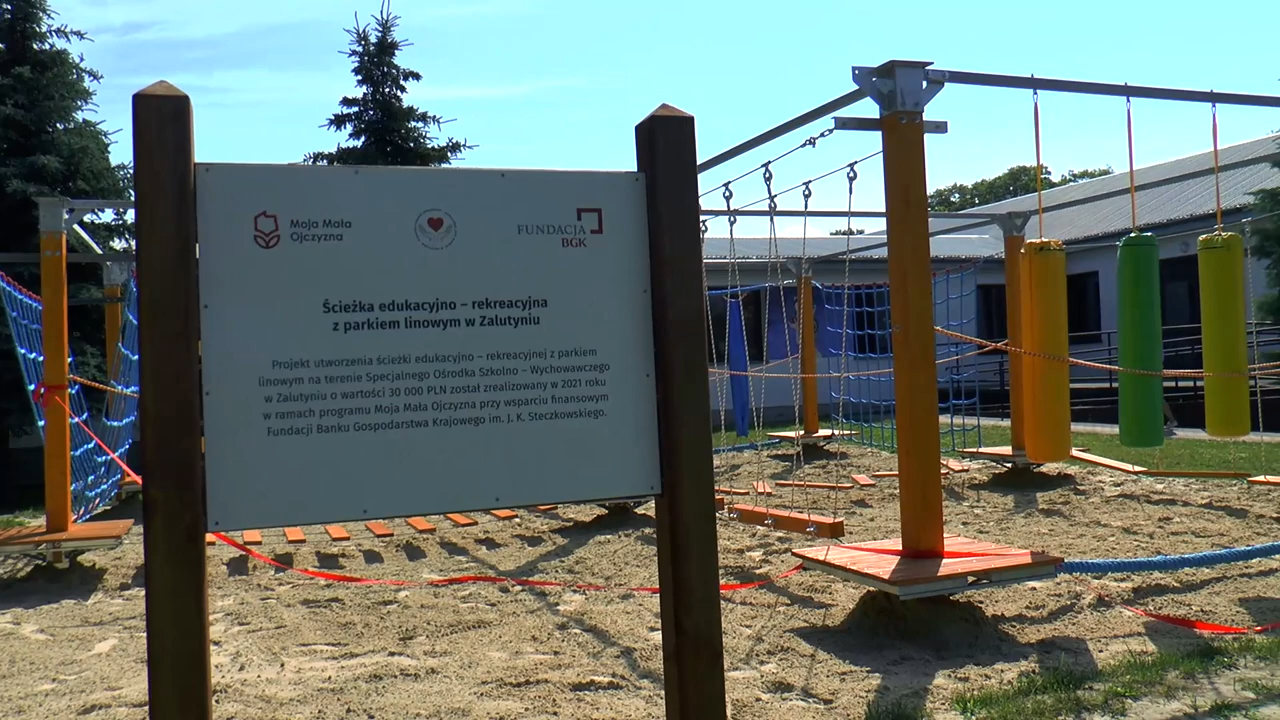 Moja Mała
Ojczyzna
FUNDACJA
BGK
Ścieżka edukacyjno – rekreacyjna
z parkiem linowym w Zalutyniu
Projekt utworzenia ścieżki edukacyjno – rekreacyjnej z parkiem
linowym na terenie Specjalnego Ośrodka Szkolno – Wychowawczego
w Zalutyniu o wartości 30 000 PLN został zrealizowany w 2021 roku
w ramach programu Moja Mała Ojczyzna przy wsparciu finansowym
Fundacji Banku Gospodarstwa Krajowego im. J. K. Steczkowskiego.